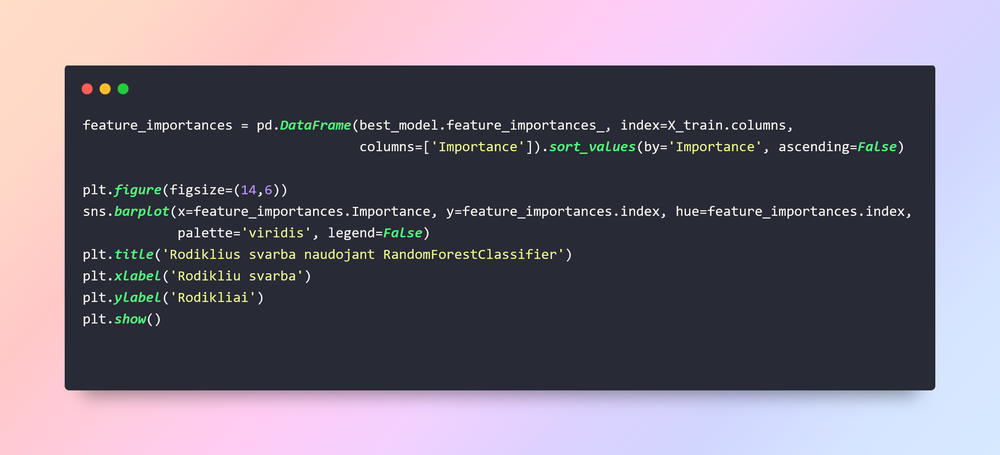 feature_importances = pd.DataFrame(best_model.feature_importances_, index=X_train.columns,
                                   columns=['Importance']).sort_values(by='Importance', ascending=False)

plt.figure(figsize=(14,6))
sns.barplot(x=feature_importances.Importance, y=feature_importances.index, hue=feature_importances.index,
            palette='viridis', legend=False)
plt.title('Rodiklius svarba naudojant RandomForestClassifier')
plt.xlabel('Rodikliu svarba')
plt.ylabel('Rodikliai')
plt.show()